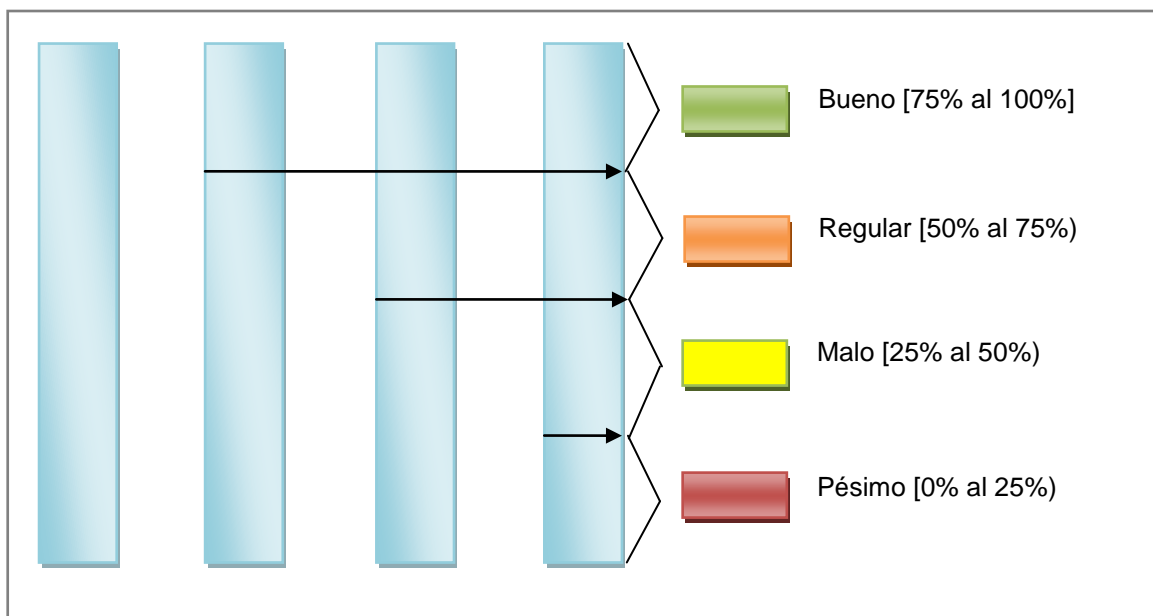 Bueno [75% al 100%]
Regular [50% al 75%)
Malo [25% al 50%)
Pésimo [0% al 25%)